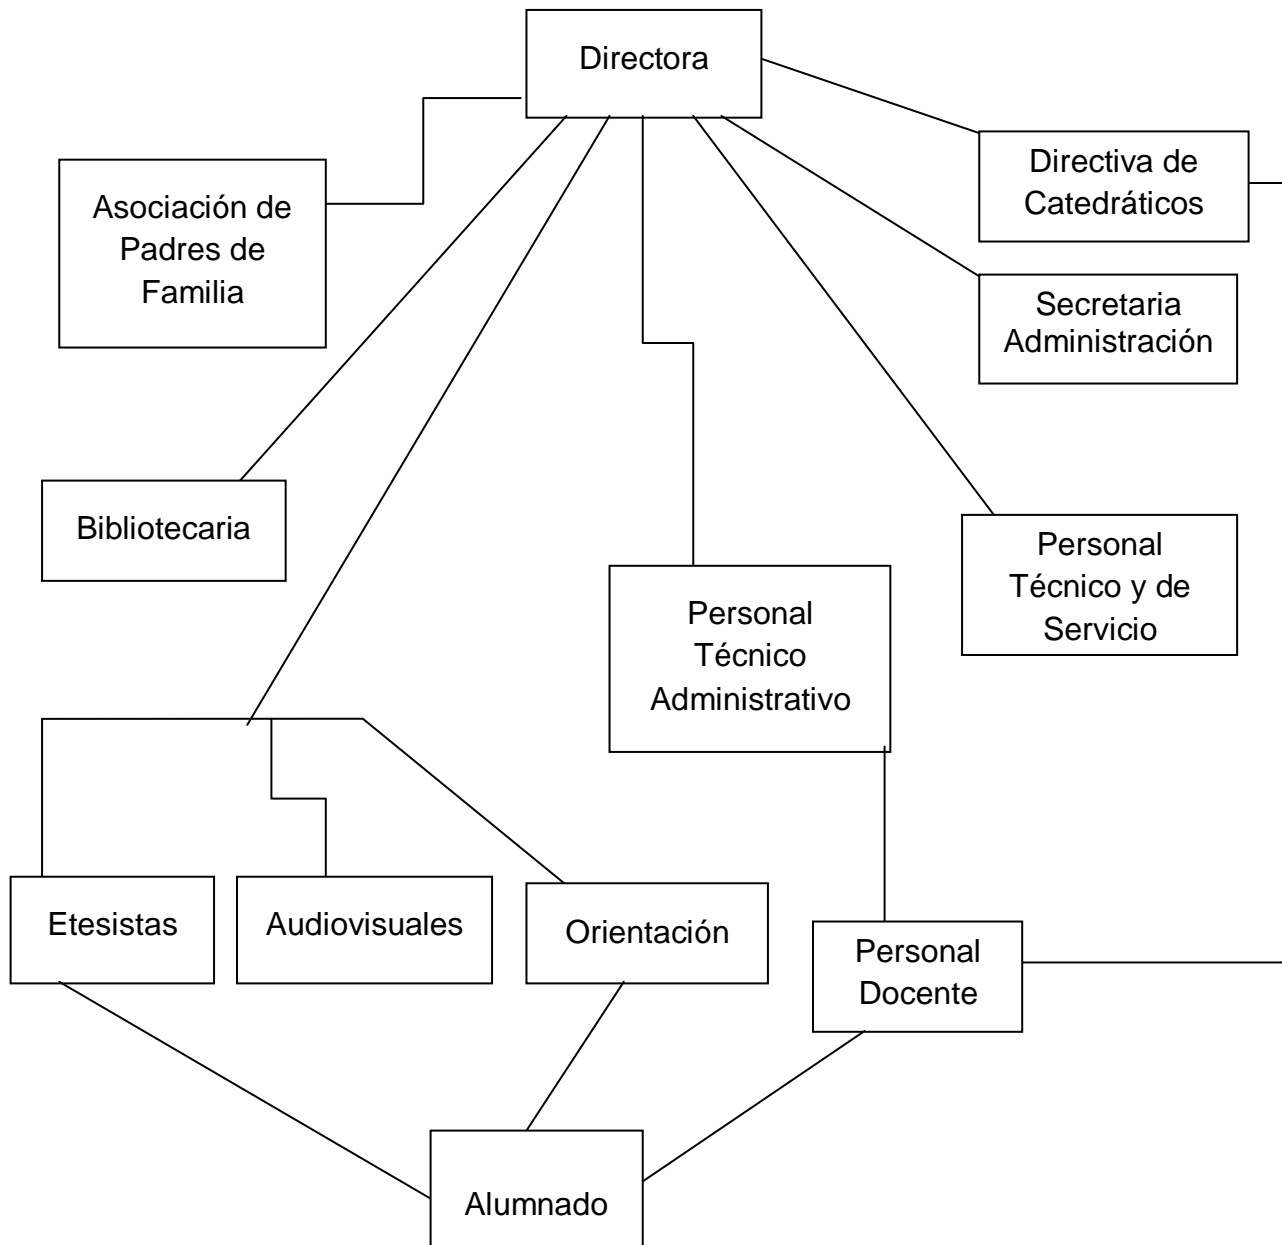 Directora
Directiva de
Catedráticos
Asociación de
Padres de
Familia
Secretaria
Administración
Bibliotecaria
Personal
Técnico y de
Servicio
Personal
Técnico
Administrativo
Etesistas
Audiovisuales
Orientación
Personal
Docente
Alumnado